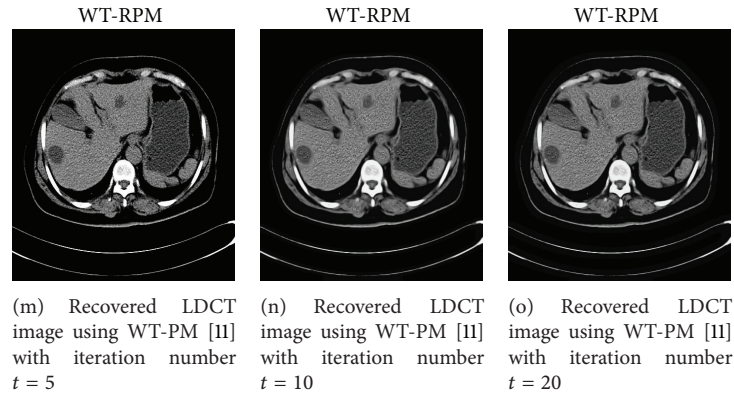 WT-RPM
WT-RPM
WT-RPM
(m) Recovered LDCT
image using WT-PM [11]
with iteration number
t = 5
(n) Recovered LDCT
image using WT-PM [11]
with iteration number
t = 10
(o) Recovered LDCT
image using WT-PM [11]
with iteration number
t = 20